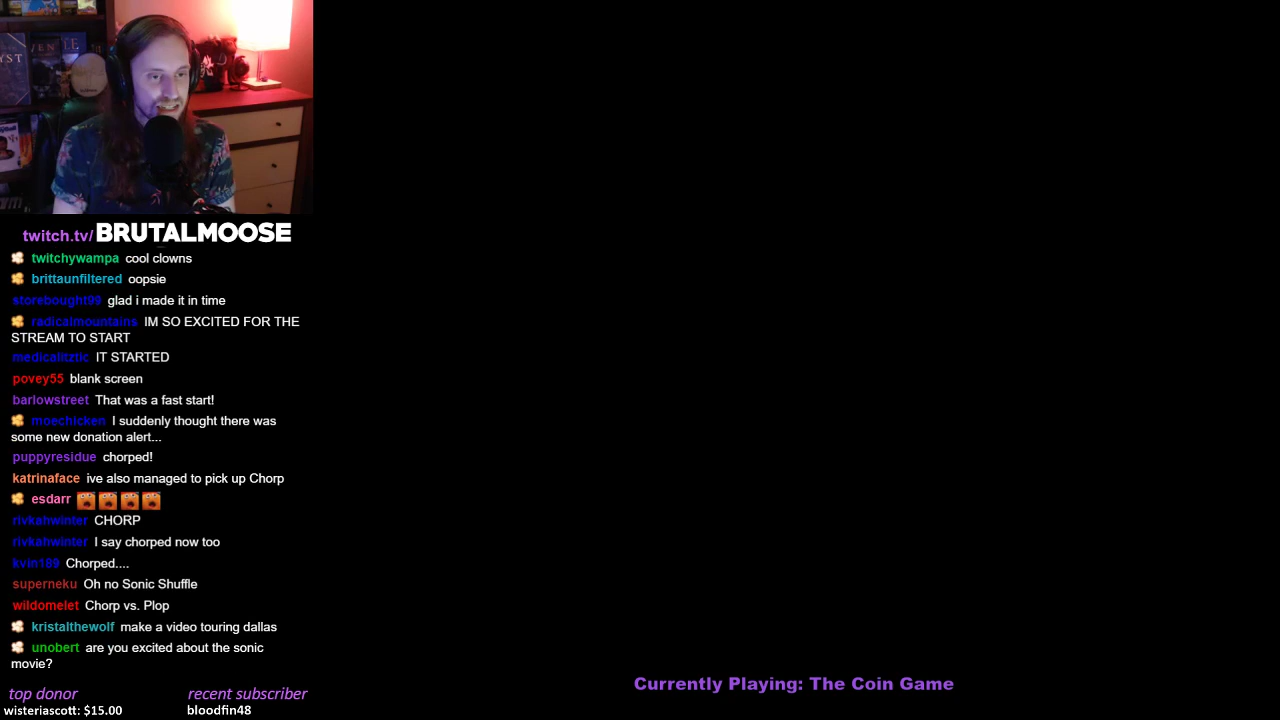 YST
twitch.tv/BRUTALMOOSE
twitchywampa cool clowns
brittaunfiltered oopsie
storebought99 glad i made it in time
radicalmountains IM SO EXCITED FOR THE
STREAM TO START
medicalitztic IT STARTED
povey55 blank screen
barlowstreet That was a fast start!
moechicken I suddenly thought there was
some new donation alert...
puppyresidue chorped!
katrinaface ive also managed to pick up Chorp
esdarr
rivkahwinter CHORP
rivkahwinter I say chorped now too
kvin189 Chorped....
superneku Oh no Sonic Shuffle
wildomelet Chorp vs. Plop
kristalthewolf make a video touring dallas
unobert are you excited about the sonic
movie?
top donor recent subscriber
wisteriascott: $15.00 bloodfin48
Currently Playing: The Coin Game